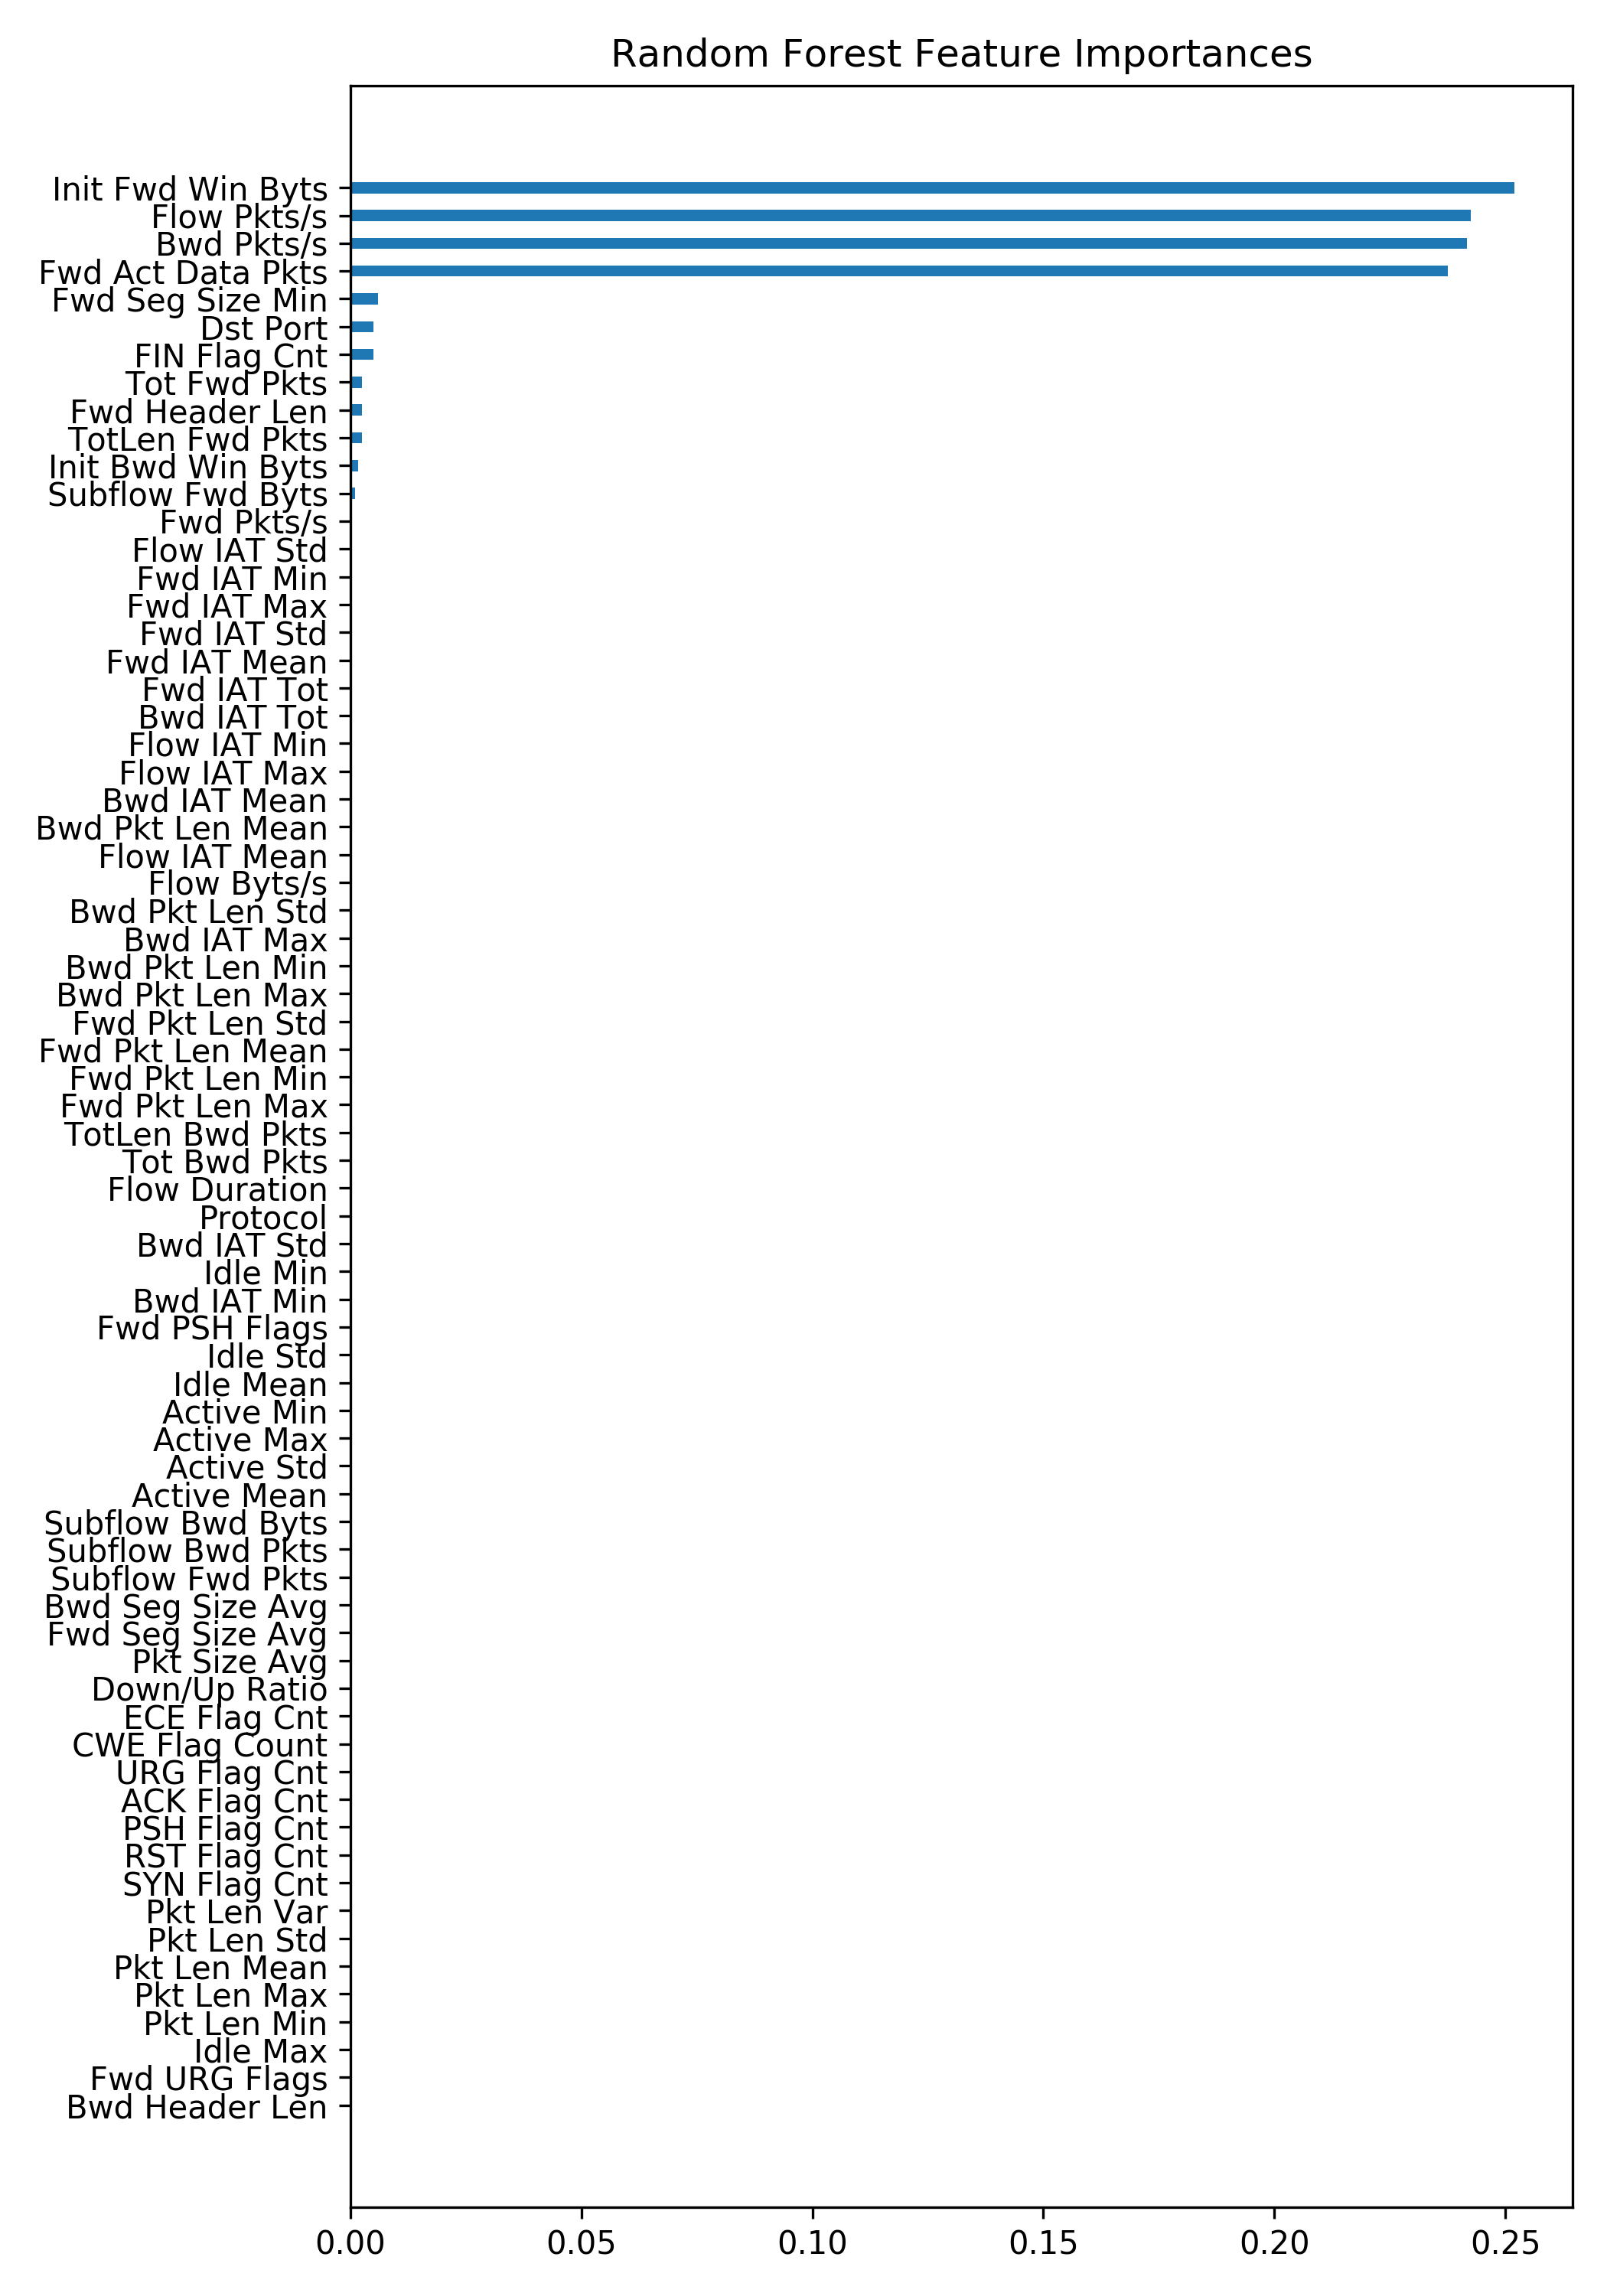 Random Forest Feature Importances
Init Fwd Win Byts
Flow Pkts/s
Bwd Pkts/s
Fwd Act Data Pkts
Fwd Seg Size Min
Dst Port
FIN Flag Cnt
Tot Fwd Pkts
Fwd Header Len
TotLen Fwd Pkts
Init Bwd Win Byts
Subflow Fwd Byts
Fwd Pkts/s
Flow IAT Std
Fwd IAT Min
Fwd IAT Max
Fwd IAT Std
Fwd IAT Mean
Fwd IAT Tot
Bwd IAT Tot
Flow IAT Min
Flow IAT Max
Bwd IAT Mean
Bwd Pkt Len Mean
Flow IAT Mean
Flow Byts/s
Bwd Pkt Len Std
Bwd IAT Max
Bwd Pkt Len Min
Bwd Pkt Len Max
Fwd Pkt Len Std
Fwd Pkt Len Mean
Fwd Pkt Len Min
Fwd Pkt Len Max
TotLen Bwd Pkts
Tot Bwd Pkts
Flow Duration
Protocol
Bwd IAT Std
Idle Min
Bwd IAT Min
Fwd PSH Flags
Idle Std
Idle Mean
Active Min
Active Max
Active Std
Active Mean
Subflow Bwd Byts
Subflow Bwd Pkts
Subflow Fwd Pkts
Bwd Seg Size Avg
Fwd Seg Size Avg
Pkt Size Avg
Down/Up Ratio
ECE Flag Cnt
CWE Flag Count
URG Flag Cnt
ACK Flag Cnt
PSH Flag Cnt
RST Flag Cnt
SYN Flag Cnt
Pkt Len Var
Pkt Len Std
Pkt Len Mean
Pkt Len Max
Pkt Len Min
Idle Max
Fwd URG Flags
Bwd Header Len
0.00 0.05 0.10 0.15 0.20 0.25